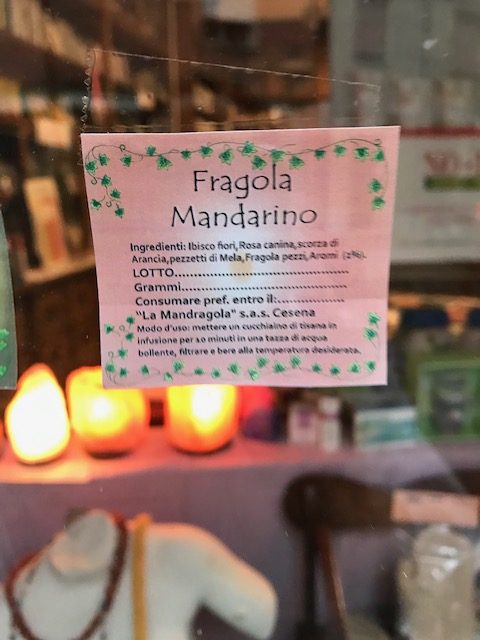 Fragola
Mandarino
Ingredienti: Ibisco fiori,Rosa canina,scorza di
Arancia,pezzetti di Mela,Fragola pezzi,Aromi (2%).
LOTTO...........................................
Grammi.........................................
Consumare pref. entro il:................
"La Mandragola" s.a.s. Cesena
Modo d'uso: mettere un cucchiaino di tisana in
infusione per 10 minuti in una tazza di acqua
bollente, filtrare e bere alla temperatura desiderata.